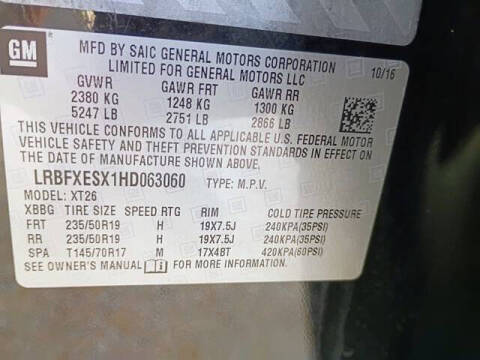 GM
MFD BY SAIC GENERAL MOTORS CORPORATION
LIMITED FOR GENERAL MOTORS LLC
10/16
GVWR GAWR FRT GAWR RR
2380 KG 1248 KG 1300 KG
5247 LB 2751 LB 2866 LB
THIS VEHICLE CONFORMS TO ALL APPLICABLE U.S. FEDERAL MOTOR
VEHICLE SAFETY AND THEFT PREVENTION STANDARDS IN EFFECT ON
THE DATE OF MANUFACTURE SHOWN ABOVE.
LRBFXESX1HD063060 TYPE: M.P.V.
MODEL: XT26
XBBG TIRE SIZE SPEED RTG RIM COLD TIRE PRESSURE
FRT 235/50R19 H 19X7.5J 240KPA(35PSI)
RR 235/50R19 H 19X7.5J 240KPA(35PSI)
SPA T145/70R17 M 17X4BT 420KPA(60PSI)
SEE OWNER'S MANUAL FOR MORE INFORMATION.